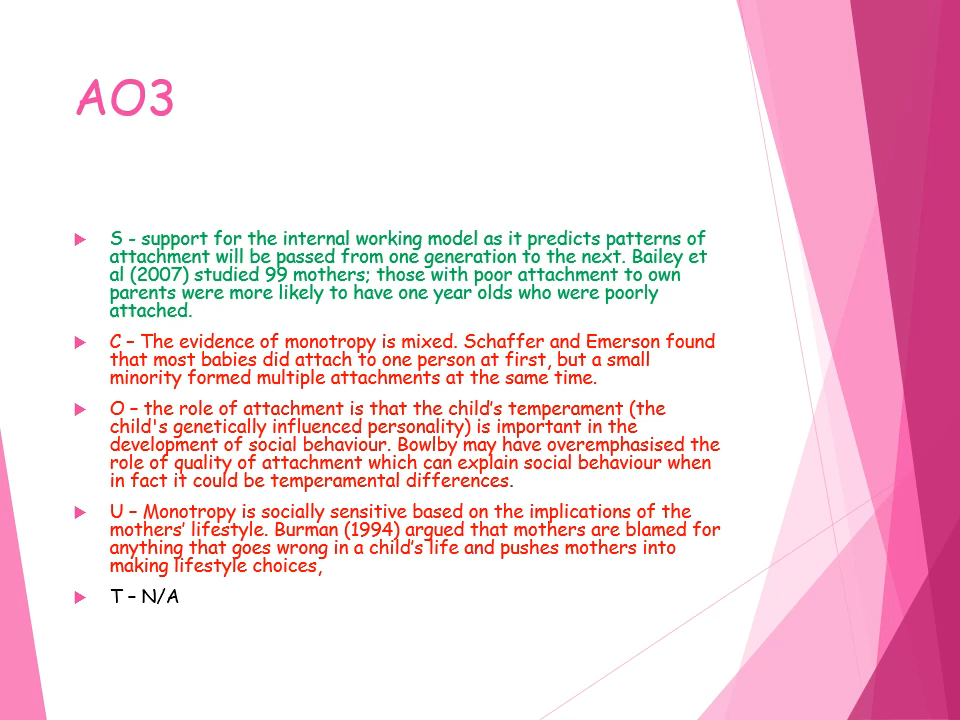 AO3
S - support for the internal working model as it predicts patterns of
attachment will be passed from one generation to the next. Bailey et
al (2007) studied 99 mothers; those with poor attachment to own
parents were more likely to have one year olds who were poorly
attached.
C – The evidence of monotropy is mixed. Schaffer and Emerson found
that most babies did attach to one person at first, but a small
minority formed multiple attachments at the same time.
O – the role of attachment is that the child’s temperament (the
child's genetically influenced personality) is important in the
development of social behaviour. Bowlby may have overemphasised the
role of quality of attachment which can explain social behaviour when
in fact it could be temperamental differences.
U – Monotropy is socially sensitive based on the implications of the
mothers’ lifestyle. Burman (1994) argued that mothers are blamed for
anything that goes wrong in a child’s life and pushes mothers into
making lifestyle choices,
T – N/A